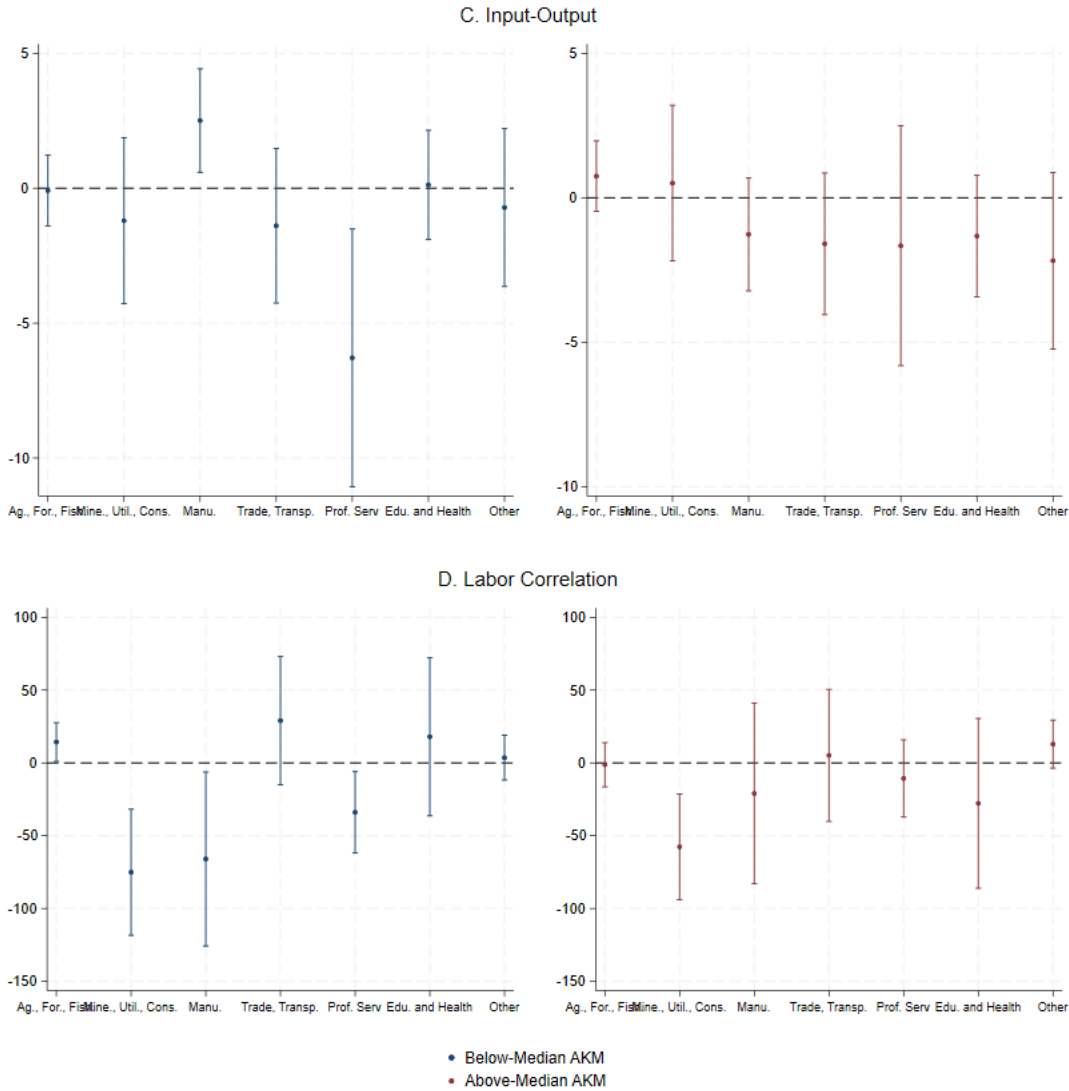 C. Input-Output
5
0
-5
-10
Ag., For., Fish Mine., Util., Cons. Manu. Trade, Transp. Prof. Serv Edu. and Health Other
5
0
-5
-10
Ag., For., Fish Mine., Util., Cons. Manu. Trade, Transp. Prof. Serv Edu. and Health Other
D. Labor Correlation
100
50
0
-50
-100
-150
Ag., For., Fish Mine., Util., Cons. Manu. Trade, Transp. Prof. Serv Edu. and Health Other
100
50
0
-50
-100
-150
Ag., For., Fish Mine., Util., Cons. Manu. Trade, Transp. Prof. Serv Edu. and Health Other
Below-Median AKM
Above-Median AKM